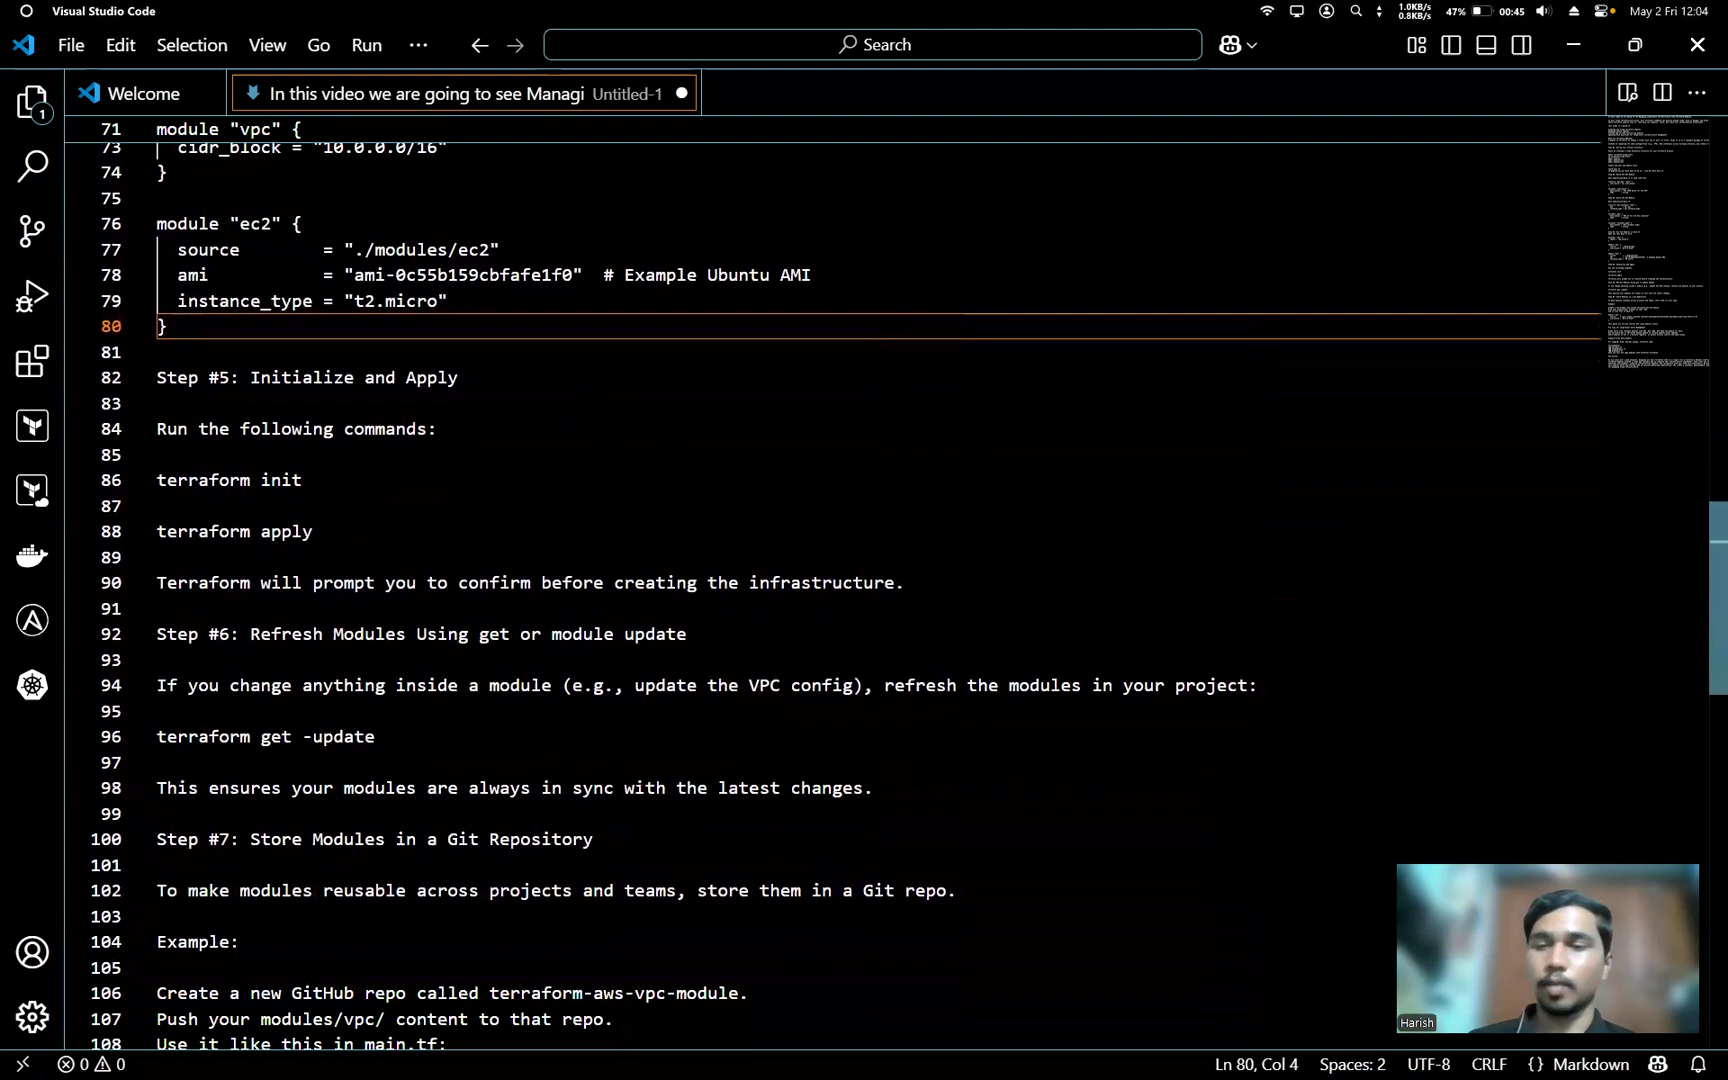 Visual Studio Code
1.0KB/s
0.8KB/s
47%
00:45
May 2 Fri 12:04
File Edit Selection View Go Run ···
Search
Welcome
In this video we are going to see Managi Untitled-1
71 module "vpc" {
73 cidr_block = "10.0.0.0/16"
74 }
75
76 module "ec2" {
77 source = "./modules/ec2"
78 ami = "ami-0c55b159cbfafe1f0" # Example Ubuntu AMI
79 instance_type = "t2.micro"
80 }
81
82 Step #5: Initialize and Apply
83
84 Run the following commands:
85
86 terraform init
87
88 terraform apply
89
90 Terraform will prompt you to confirm before creating the infrastructure.
91
92 Step #6: Refresh Modules Using get or module update
93
94 If you change anything inside a module (e.g., update the VPC config), refresh the modules in your project:
95
96 terraform get -update
97
98 This ensures your modules are always in sync with the latest changes.
99
100 Step #7: Store Modules in a Git Repository
101
102 To make modules reusable across projects and teams, store them in a Git repo.
103
104 Example:
105
106 Create a new GitHub repo called terraform-aws-vpc-module.
107 Push your modules/vpc/ content to that repo.
108 Use it like this in main.tf:
1
Harish
0 0
Ln 80, Col 4 Spaces: 2 UTF-8 CRLF {} Markdown